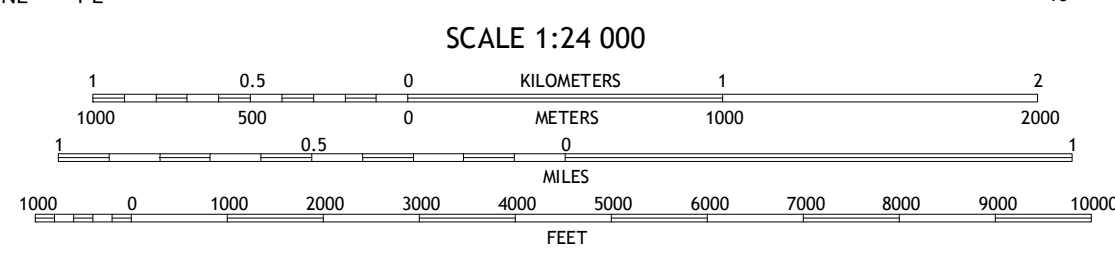 SCALE 1:24 000
1 0.5 0 KILOMETERS 1 2
1000 500 0 METERS 1000 2000
1 0.5 0 1
MILES
1000 0 1000 2000 3000 4000 5000 6000 7000 8000 9000 10000
FEET